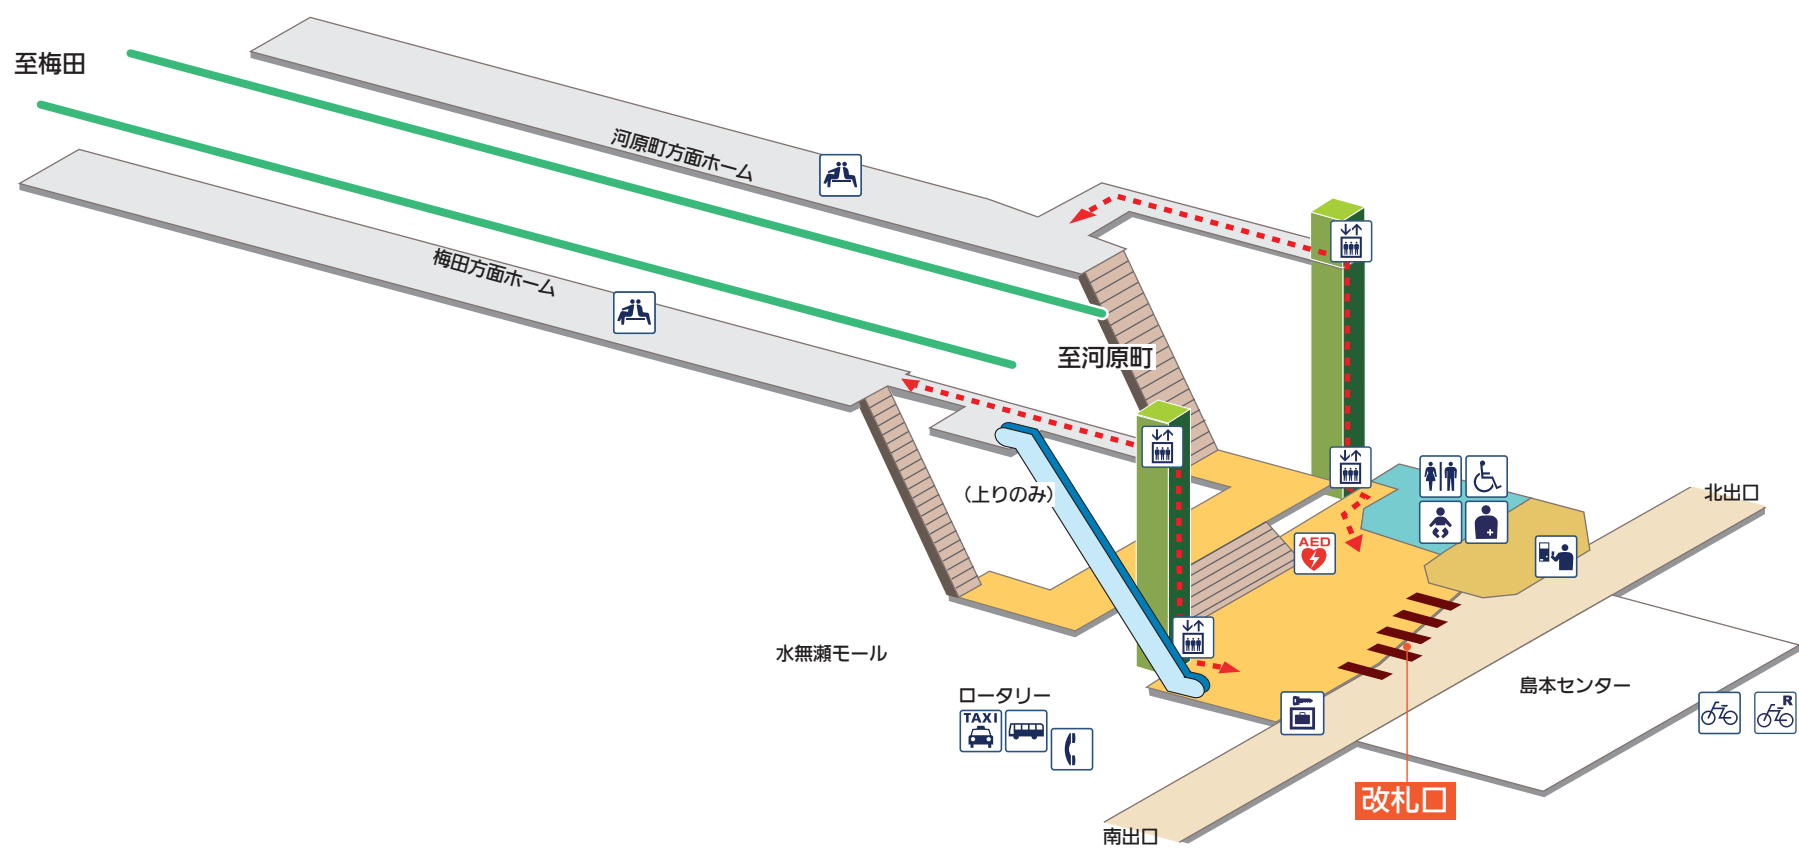 至梅田
河原町方面ホーム
梅田方面ホーム
至河原町
(上りのみ)
AED
北出口
水無瀬モール
ロータリー
TAXI
島本センター
R
改札口
南出口